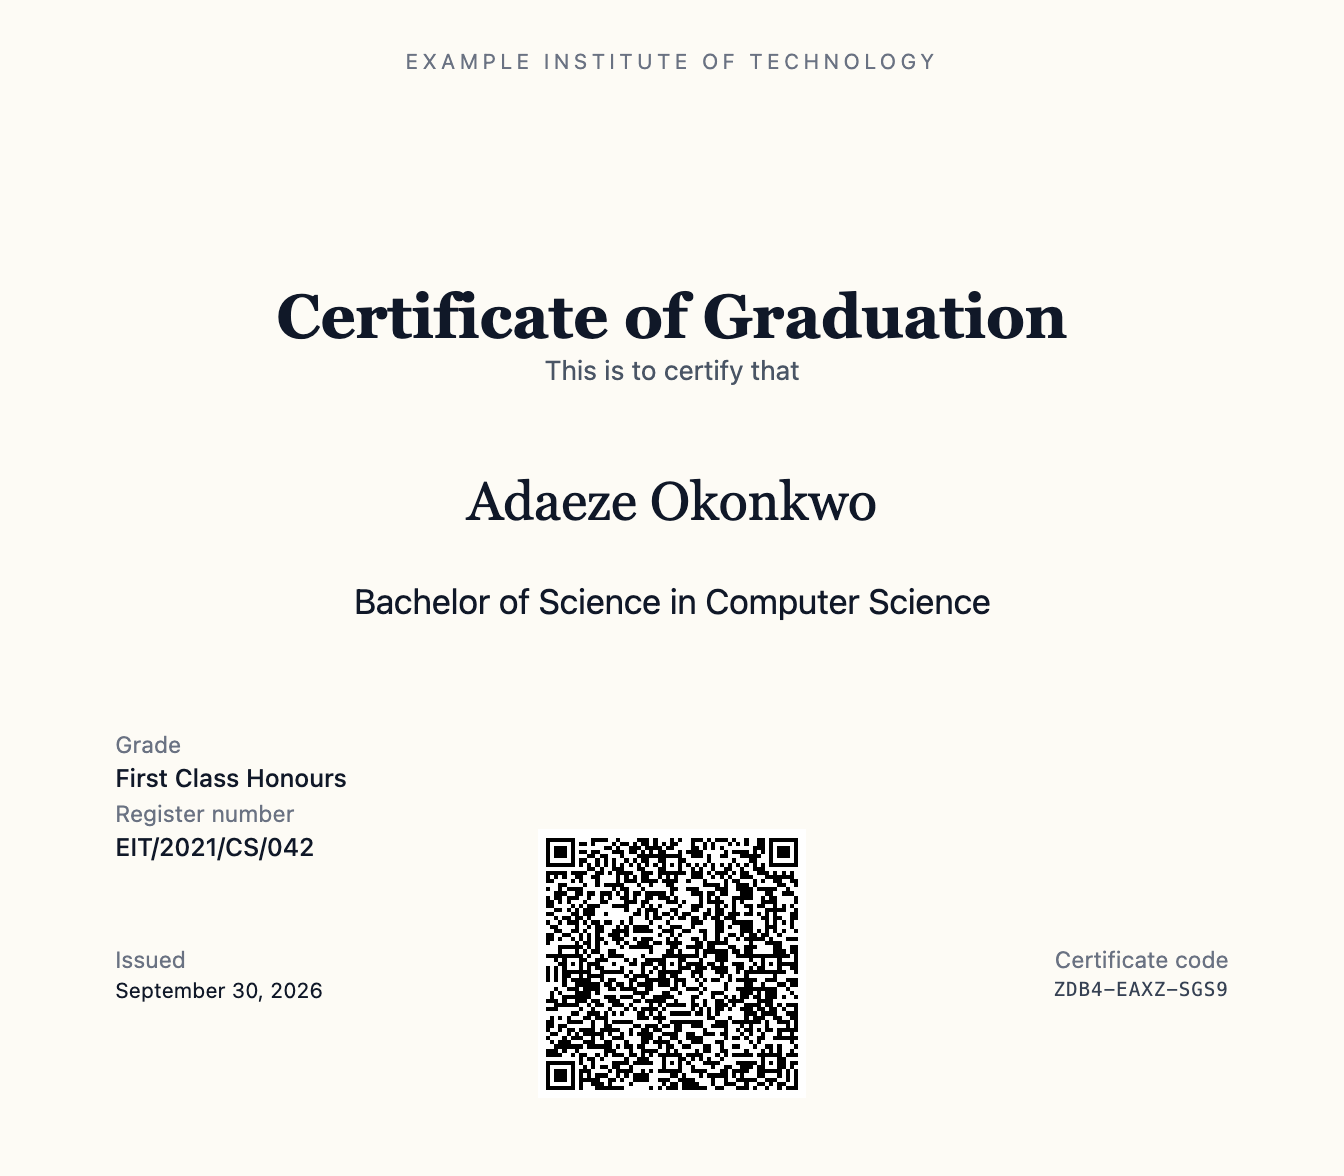 EXAMPLE INSTITUTE OF TECHNOLOGY
Certificate of Graduation
This is to certify that
Adaeze Okonkwo
Bachelor of Science in Computer Science
Grade
First Class Honours
Register number
EIT/2021/CS/042
Issued
September 30, 2026
Certificate code
ZDB4-EAXZ-SGS9